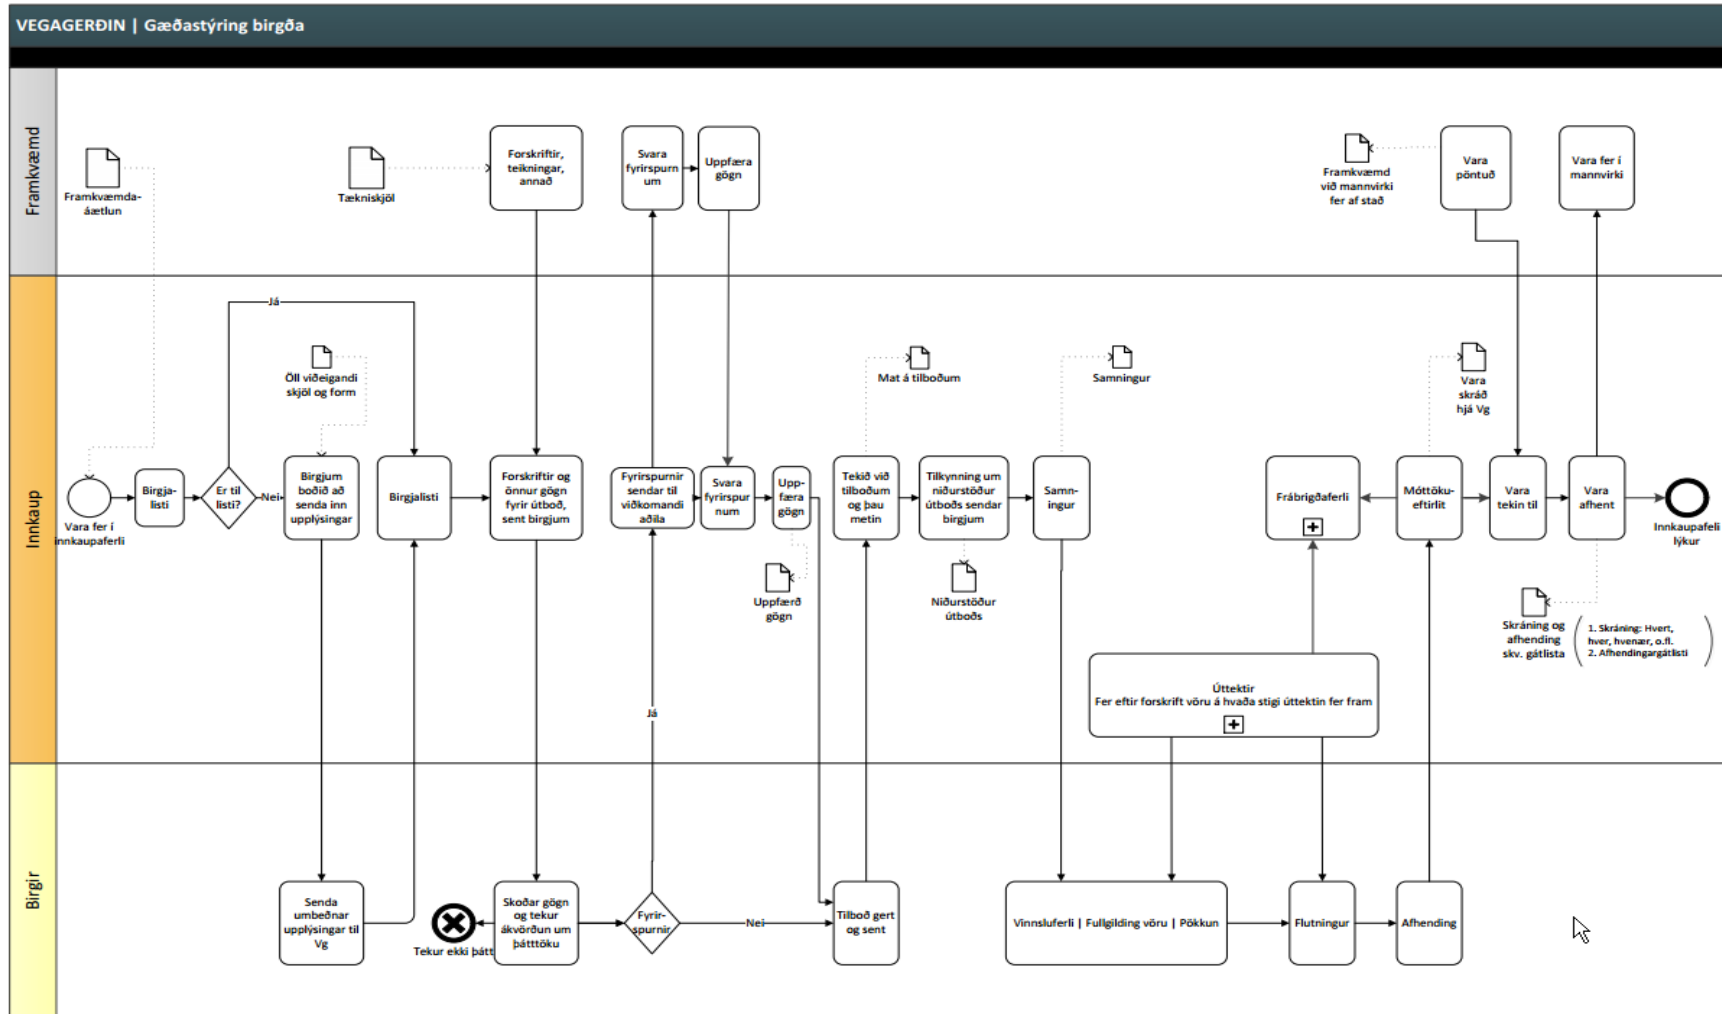 VEGAGERÐIN | Gæðastýring birgða
Framkvæmd
Framkvæmda-
áætlun
Tækniskjöl
Forskriftir,
teikningar,
annað
Svara
fyrirspurn
um
Uppfæra
gögn
Framkvæmd
við mannvirki
fer af stað
Vara
pöntuð
Vara fer í
mannvirki
Innkaup
Já
Öll viðeigandi
skjöl og form
Mat á tilboðum
Samningur
Vara
skráð
hjá Vg
Vara fer í
innkaupaferli
Birgja-
listi
Er til
listi?
Nei
Birgjum
boðið að
senda inn
upplýsingar
Birgjalisti
Forskriftir og
önnur gögn
fyrir útboð,
sent birgjum
Fyrirspurnir
sendar til
viðkomandi
aðila
Svara
fyrirspur
num
Upp-
færa
gögn
Tekið við
tilboðum
og þau
metin
Tilkynning um
niðurstöður
útboðs sendar
birgjum
Samn-
ingur
Frábrigðaferli
Móttöku-
eftirlit
Vara
tekin til
Vara
afhent
Innkaupafeli
lýkur
Uppfærð
gögn
Niðurstöður
útboðs
Skráning og
afhending
skv. gátlista
1. Skráning: Hvert,
hver, hvenær, o.fl.
2. Afhendingargátlisti
Úttektir
Fer eftir forskrift vöru á hvaða stigi úttektin fer fram
Já
Birgir
Senda
umbeðnar
upplýsingar til
Vg
Tekur ekki þátt
Skoðar gögn
og tekur
ákvörðun um
þátttöku
Fyrir-
spurnir
Nei
Tilboð gert
og sent
Vinnsluferli | Fullgilding vöru | Pökkun
Flutningur
Afhending